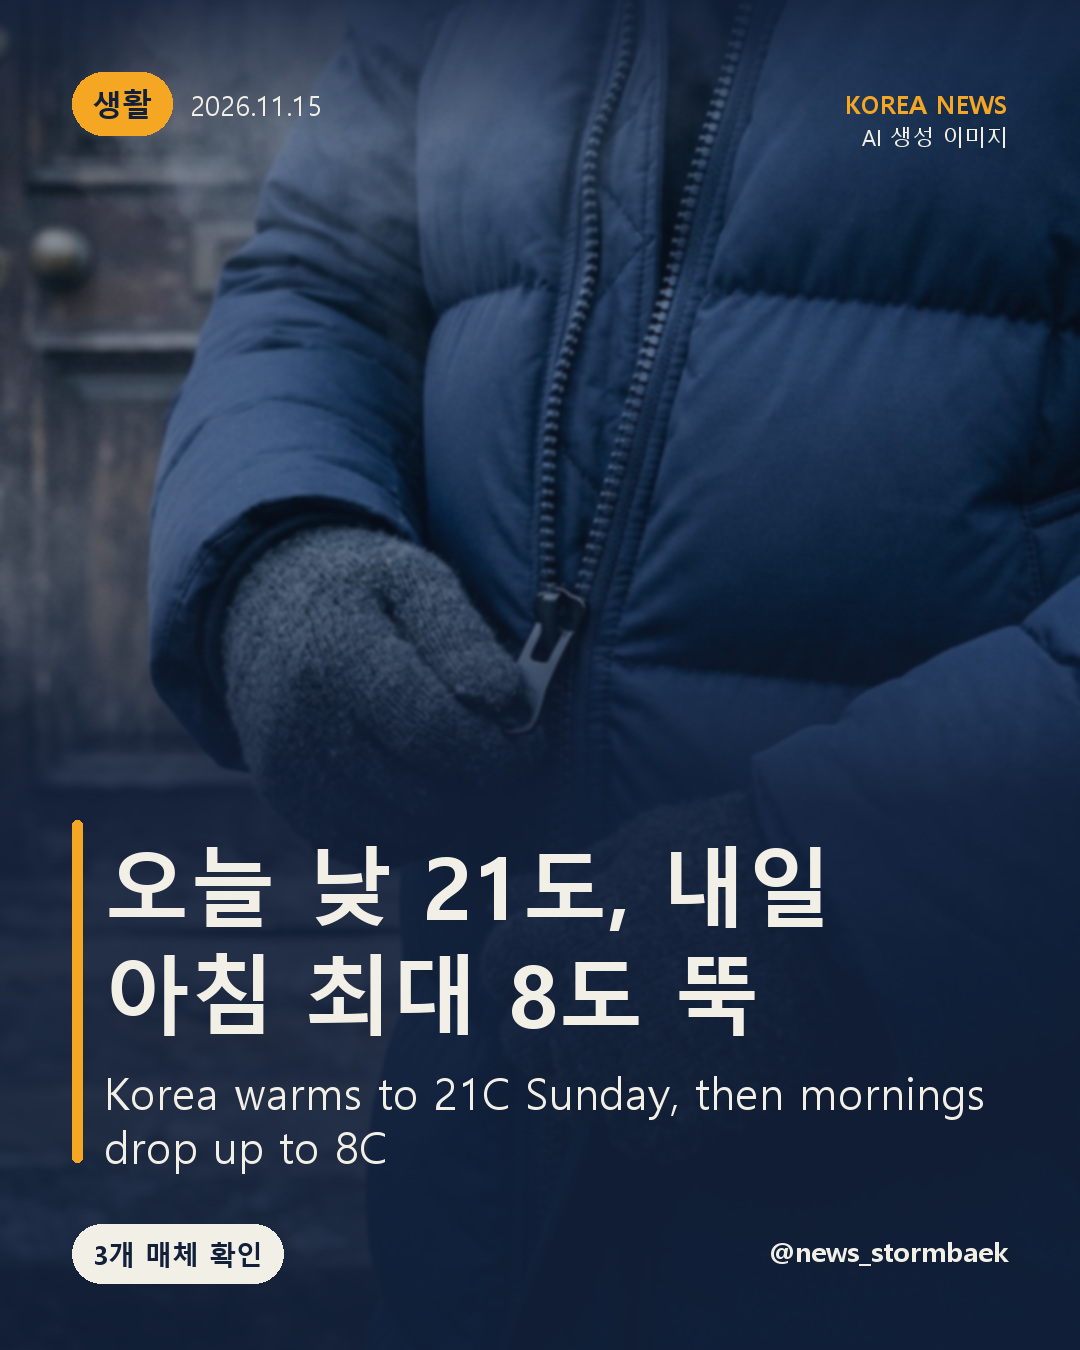 생활
2026.11.15
KOREA NEWS
AI 생성 이미지
오늘 낮 21도, 내일
아침 최대 8도 뚝
Korea warms to 21C Sunday, then mornings
drop up to 8C
3개 매체 확인
@news_stormbaek